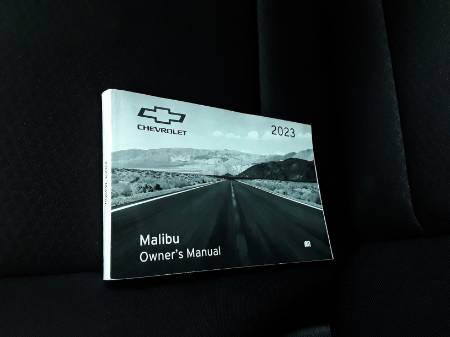 CHEVROLET
2023
Malibu
Owner's Manual